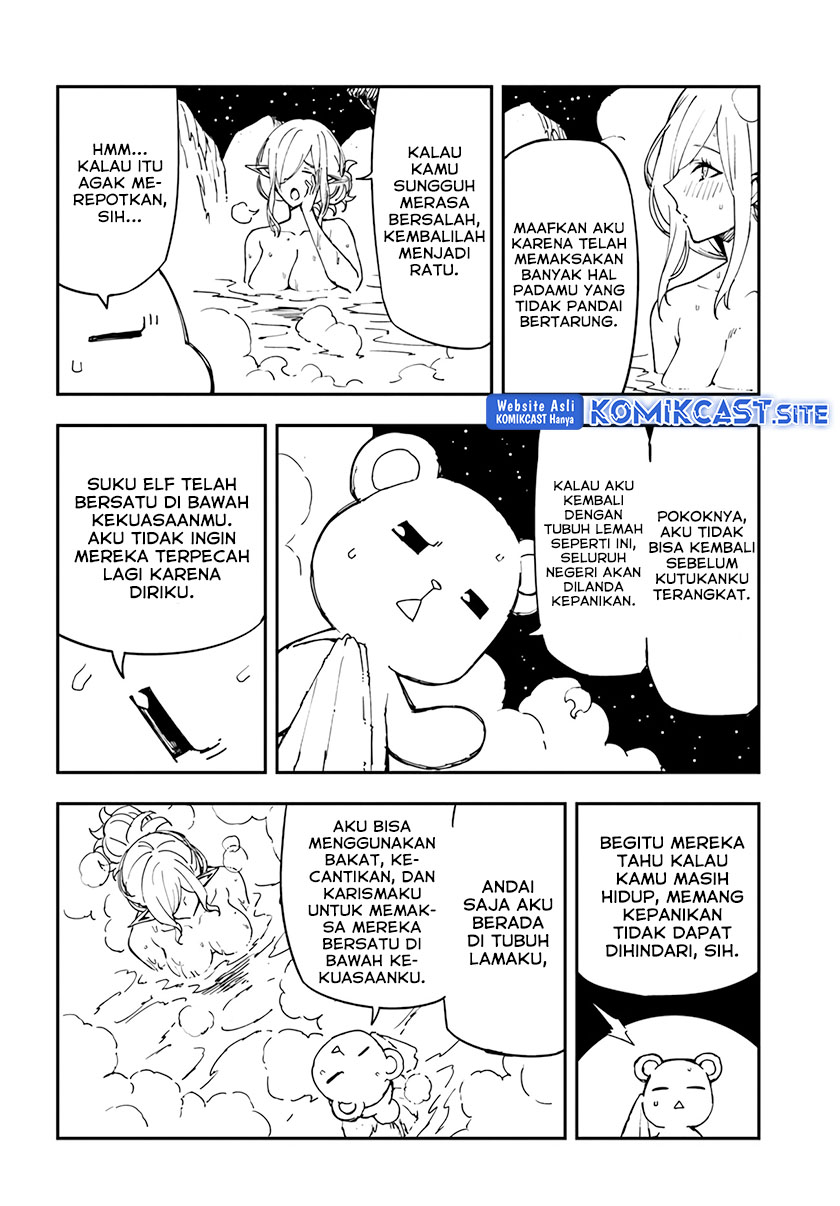 MAAFKAN AKU
KARENA TELAH
MEMAKSAKAN
BANYAK HAL
PADAMU YANG
TIDAK PANDAI
BERTARUNG.
KALAU
KAMU
SUNGGUH
MERASA
BERSALAH,
KEMBALILAH
MENJADI
RATU.
HMM...
KALAU ITU
AGAK ME-
REPOTKAN,
SIH...
Website Asli
KOMIKCAST Hanya
KOMIKCAST.SITE
POKOKNYA,
AKU TIDAK
BISA KEMBALI
SEBELUM
KUTUKANKU
TERANGKAT.
KALAU AKU
KEMBALI
DENGAN
TUBUH LEMAH
SEPERTI INI,
SELURUH
NEGERI AKAN
DILANDA
KEPANIKAN.
SUKU ELF TELAH
BERSATU DI BAWAH
KEKUASAANMU.
AKU TIDAK INGIN
MEREKA TERPECAH
LAGI KARENA
DIRIKU.
BEGITU MEREKA
TAHU KALAU
KAMU MASIH
HIDUP, MEMANG
KEPANIKAN
TIDAK DAPAT
DIHINDARI, SIH.
ANDAI
SAJA AKU
BERADA
DI TUBUH
LAMAKU,
AKU BISA
MENGGUNAKAN
BAKAT, KE-
CANTIKAN, DAN
KARISMAKU
UNTUK MEMAK-
SA MEREKA
BERSATU DI
BAWAH KE-
KUASAANKU.